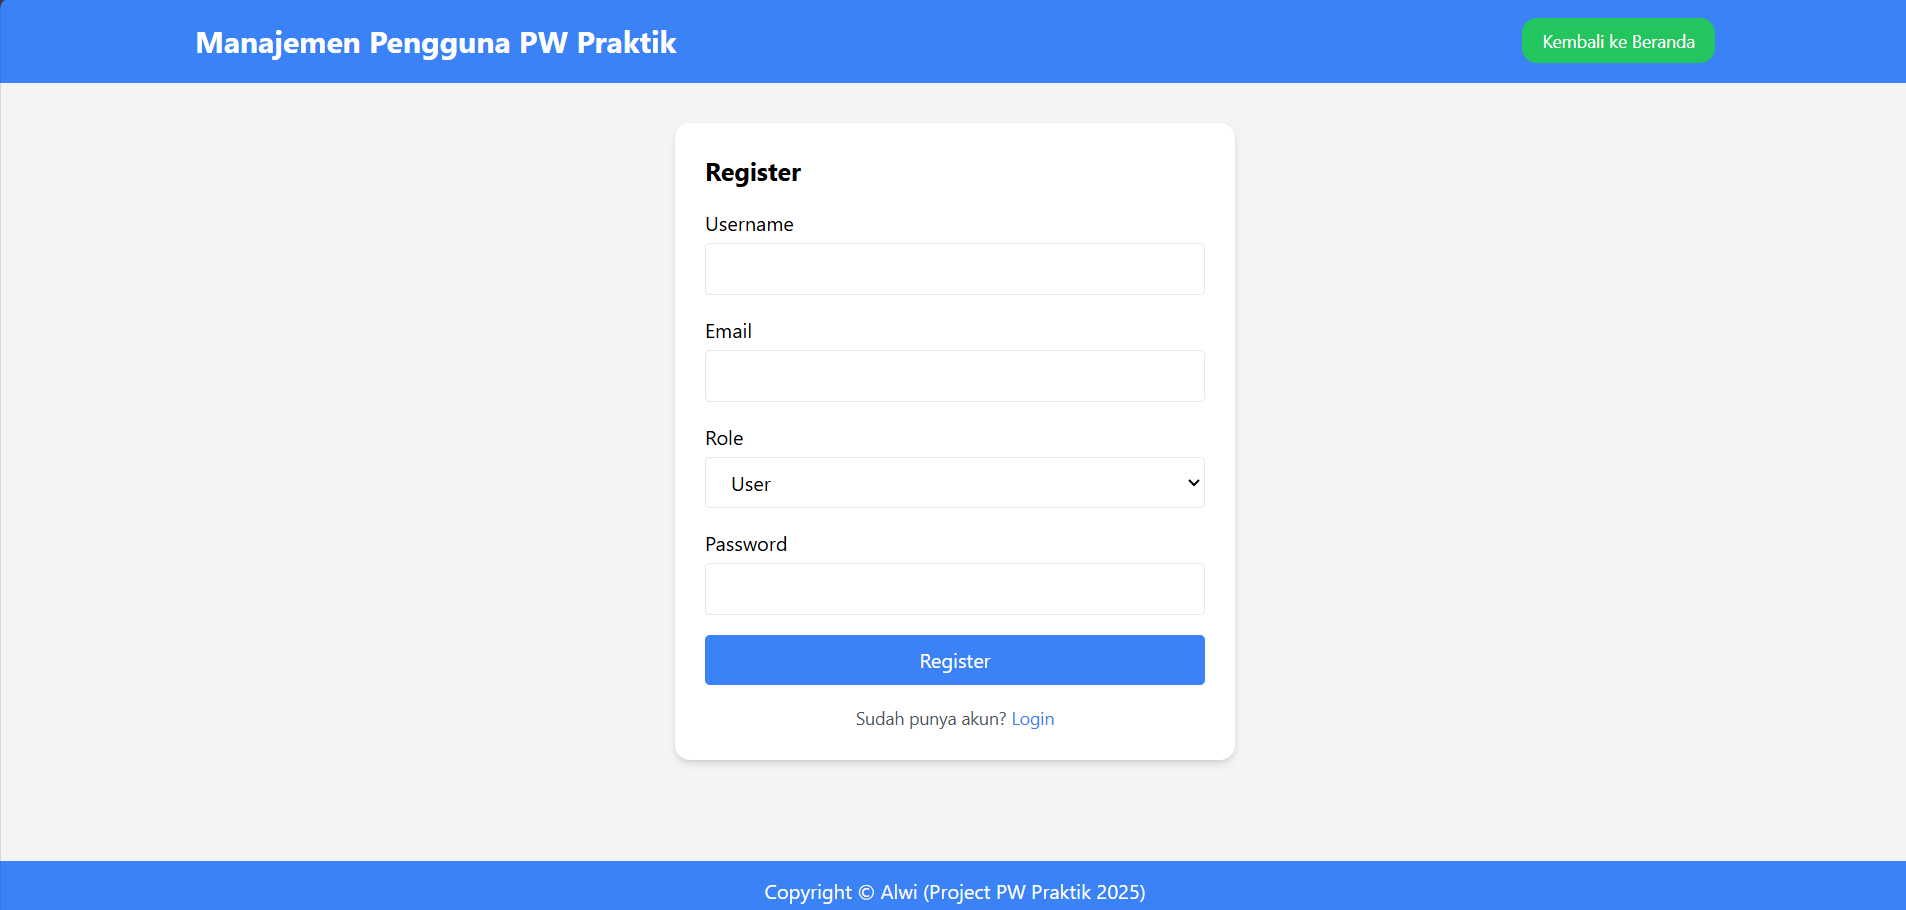 Manajemen Pengguna PW Praktik
Kembali ke Beranda
Register
Username
Email
Role
User
Password
Register
Sudah punya akun? Login
Copyright © Alwi (Project PW Praktik 2025)